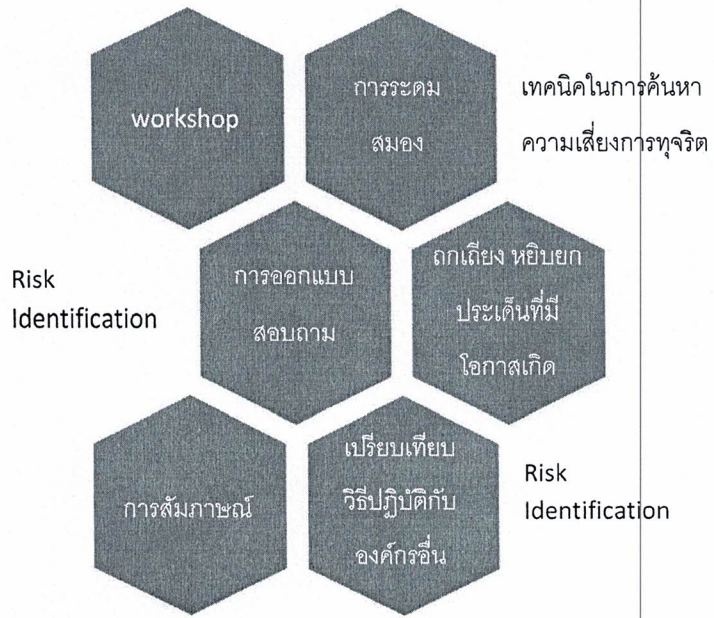 workshop
การระดม
สมอง
เทคนิคในการค้นหา
ความเสี่ยงการทุจริต
Risk
Identification
การออกแบบ
สอบถาม
ถกเถียง หยิบยก
ประเด็นที่มี
โอกาสเกิด
การสัมภาษณ์
เปรียบเทียบ
วิธีปฏิบัติกับ
องค์กรอื่น
Risk
Identification